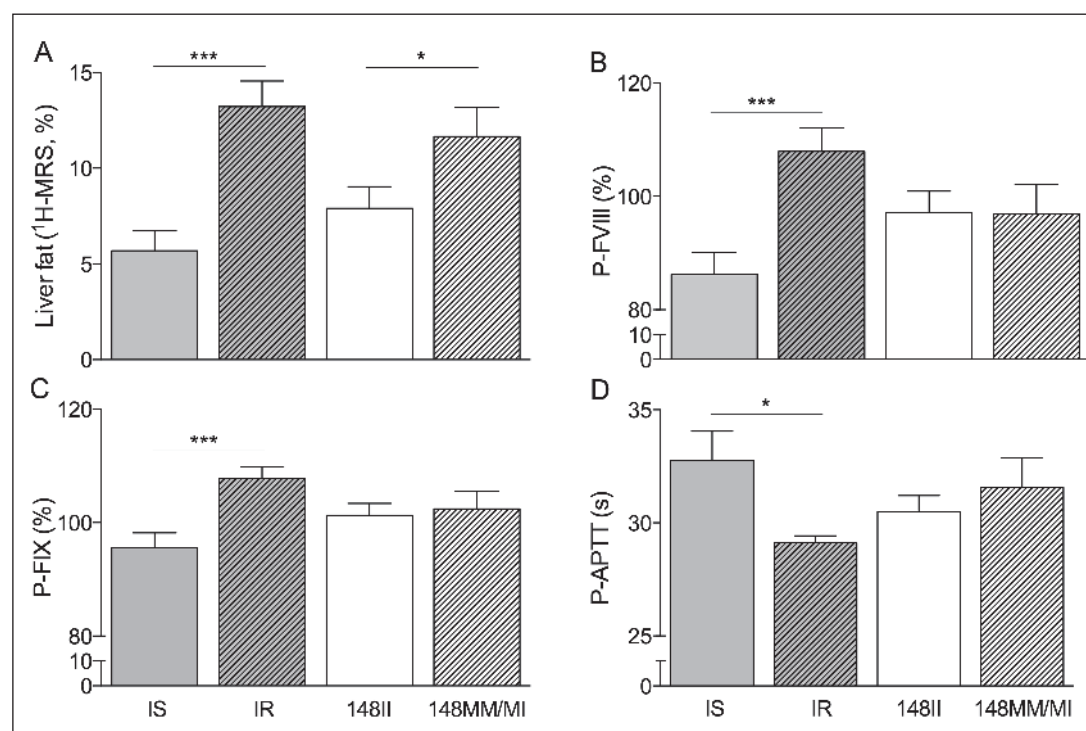 A
Liver fat (¹H-MRS, %)
15
10
5
0
***
*
B
P-FVIII (%)
120
100
80
10
0
***
C
P-FIX (%)
120
100
80
10
0
***
IS IR 148II 148MM/MI
D
P-APTT (s)
35
30
25
0
*
IS IR 148II 148MM/MI